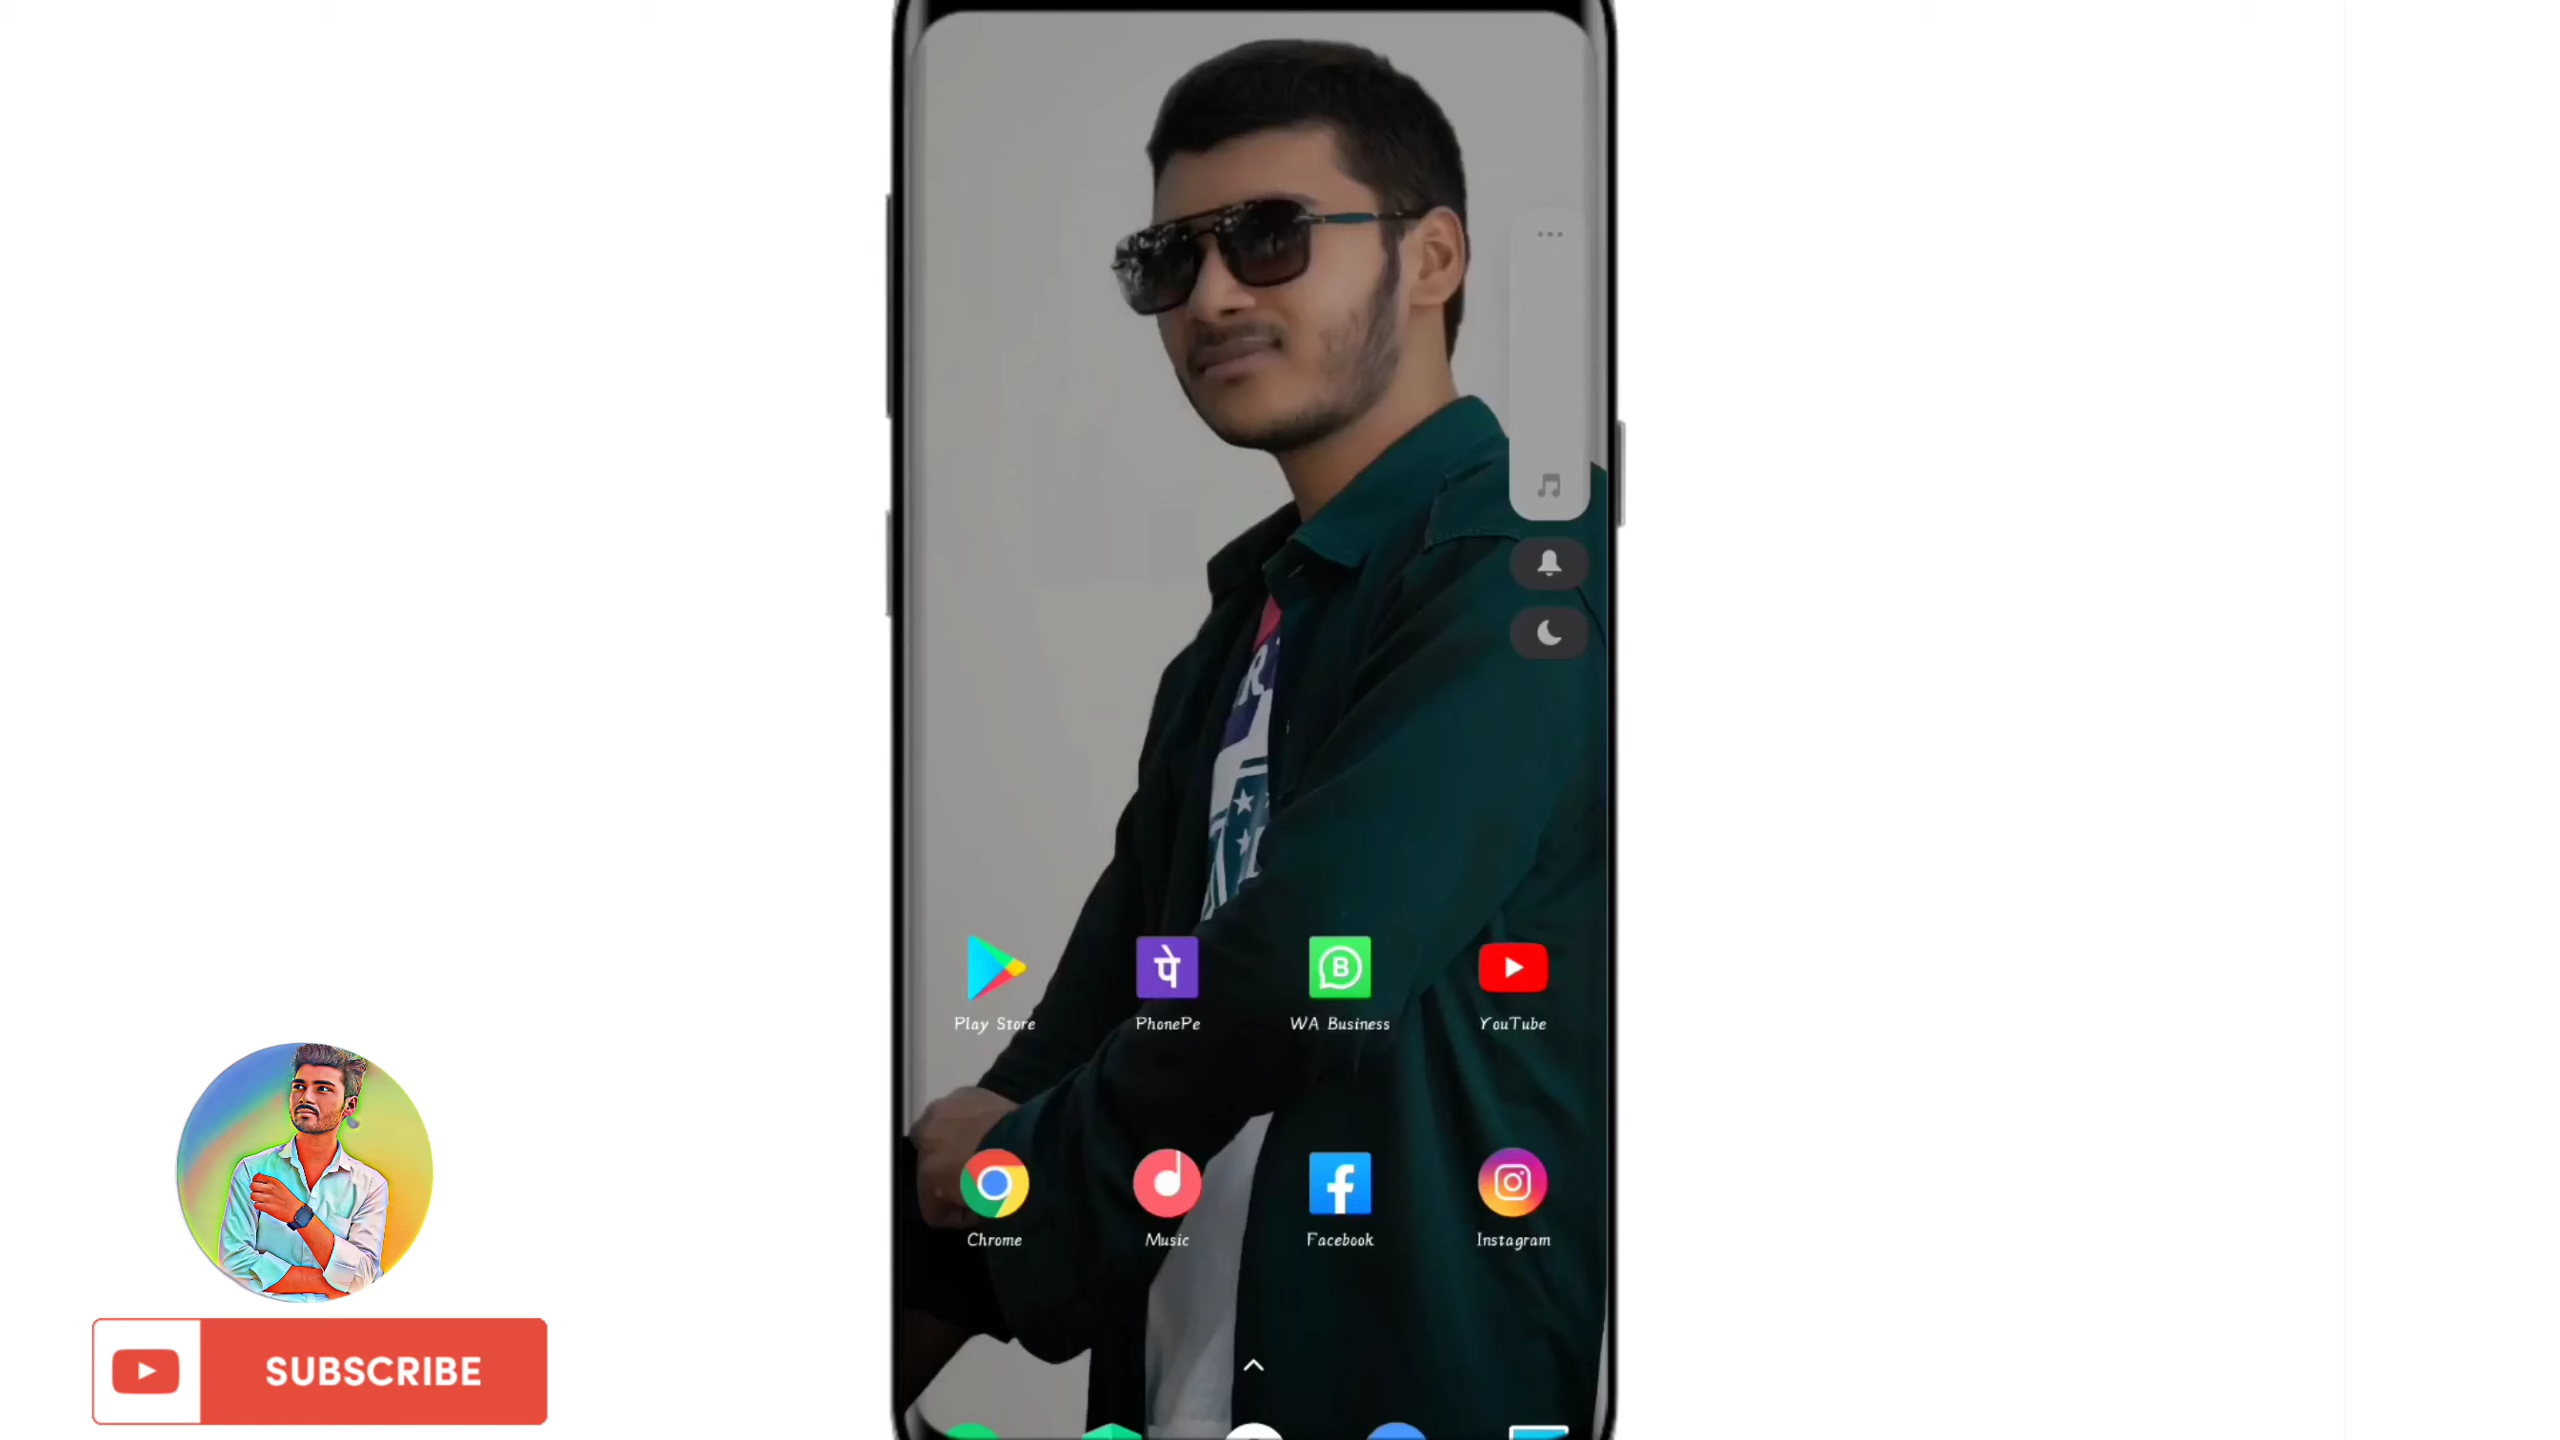 R
पे
B
Play Store PhonePe WA Business YouTube
Chrome Music Facebook Instagram
SUBSCRIBE